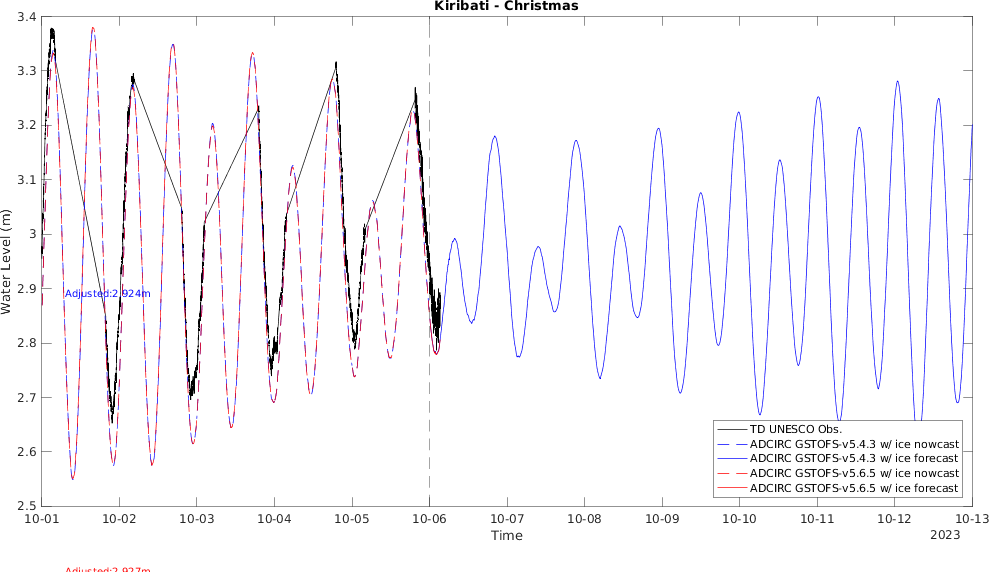 Kiribati - Christmas
3.4
3.3
3.2
3.1
3
2.9
2.8
2.7
2.6
2.5
Water Level (m)
Adjusted:2.924m
TD UNESCO Obs.
ADCIRC GSTOFS-v5.4.3 w/ ice nowcast
ADCIRC GSTOFS-v5.4.3 w/ ice forecast
ADCIRC GSTOFS-v5.6.5 w/ ice nowcast
ADCIRC GSTOFS-v5.6.5 w/ ice forecast
10-01 10-02 10-03 10-04 10-05 10-06 10-07 10-08 10-09 10-10 10-11 10-12 10-13
Time
2023
Adjusted:2.927m